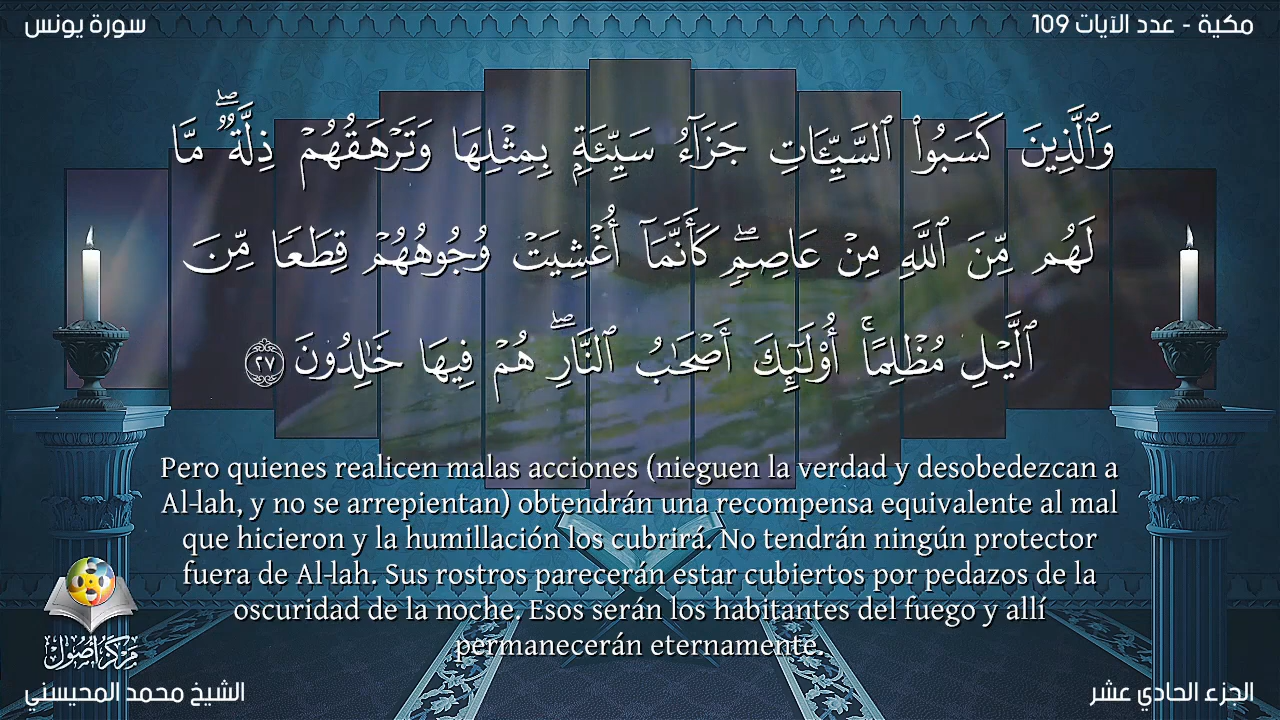 سورة يونس
مكية - عدد الآيات 109
وَٱلَّذِينَ كَسَبُوا۟ ٱلسَّيِّـَٔاتِ جَزَآءُ سَيِّئَةٍۭ بِمِثْلِهَا وَتَرْهَقُهُمْ ذِلَّةٌۭ ۖ مَّا
لَهُم مِّنَ ٱللَّهِ مِنْ عَاصِمٍۢ ۖ كَأَنَّمَآ أُغْشِيَتْ وُجُوهُهُمْ قِطَعًۭا مِّنَ
ٱلَّيْلِ مُظْلِمًا ۚ أُو۟لَـٰٓئِكَ أَصْحَـٰبُ ٱلنَّارِ ۖ هُمْ فِيهَا خَـٰلِدُونَ ٢٧
Pero quienes realicen malas acciones (nieguen la verdad y desobedezcan a
Al-lah, y no se arrepientan) obtendrán una recompensa equivalente al mal
que hicieron y la humillación los cubrirá. No tendrán ningún protector
fuera de Al-lah. Sus rostros parecerán estar cubiertos por pedazos de la
oscuridad de la noche. Esos serán los habitantes del fuego y allí
permanecerán eternamente.
مركز أصول
الشيخ محمد المحيسني
الجزء الحادي عشر